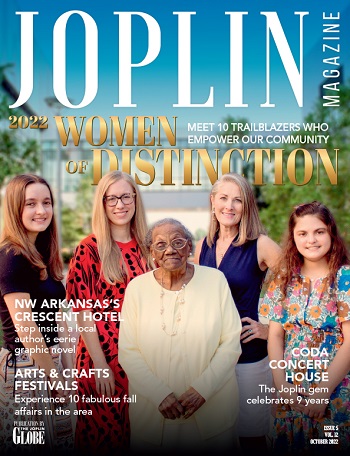 JOPLIN
MAGAZINE
2022 WOMEN
OF DISTINCTION
MEET 10 TRAILBLAZERS WHO
EMPOWER OUR COMMUNITY
NW ARKANSAS'S
CRESCENT HOTEL
Step inside a local
author's eerie
graphic novel
ARTS & CRAFTS
FESTIVALS
Experience 10 fabulous fall
affairs in the area
PUBLICATION BY
THE JOPLIN
GLOBE
CODA
CONCERT
HOUSE
The Joplin gem
celebrates 9 years
ISSUE 5
VOL. 12
OCTOBER 2022